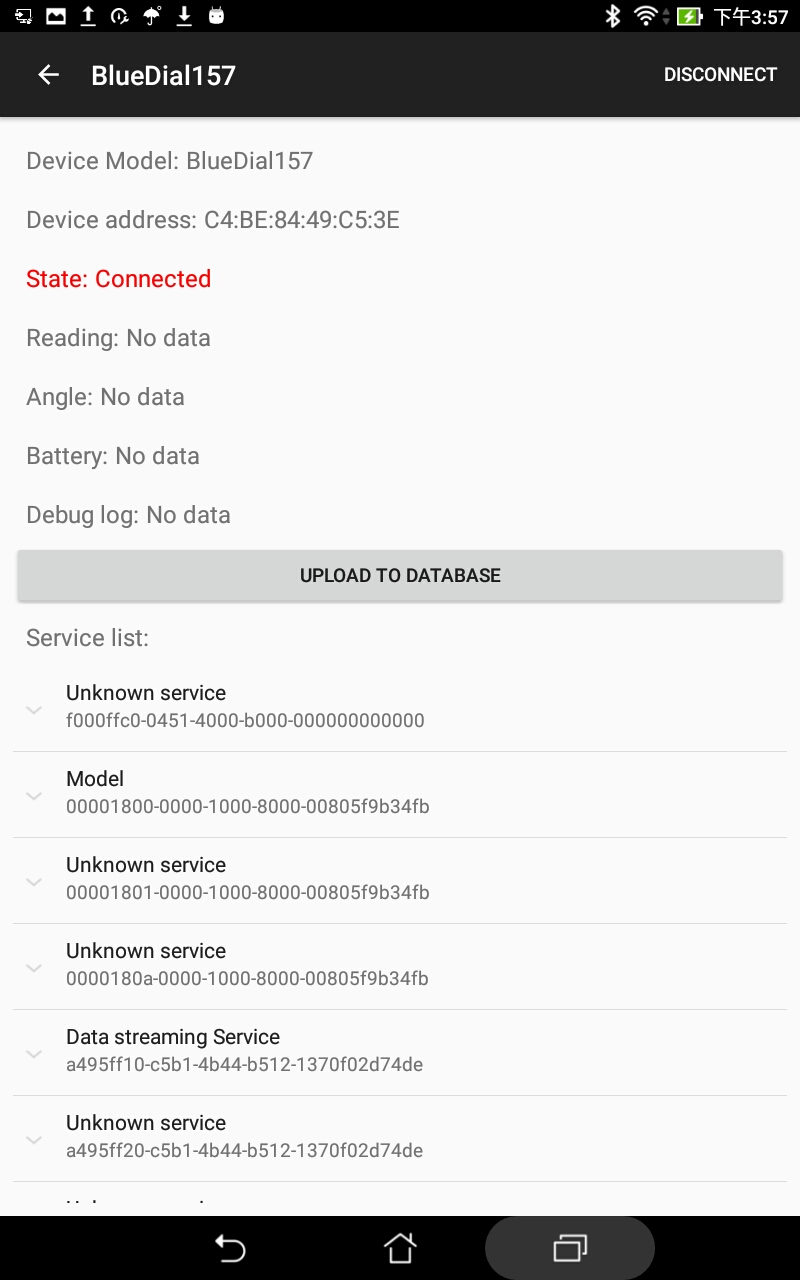 下午3:57
BlueDial157
DISCONNECT
Device Model: BlueDial157
Device address: C4:BE:84:49:C5:3E
State: Connected
Reading: No data
Angle: No data
Battery: No data
Debug log: No data
UPLOAD TO DATABASE
Service list:
Unknown service
f000ffc0-0451-4000-b000-000000000000
Model
00001800-0000-1000-8000-00805f9b34fb
Unknown service
00001801-0000-1000-8000-00805f9b34fb
Unknown service
0000180a-0000-1000-8000-00805f9b34fb
Data streaming Service
a495ff10-c5b1-4b44-b512-1370f02d74de
Unknown service
a495ff20-c5b1-4b44-b512-1370f02d74de